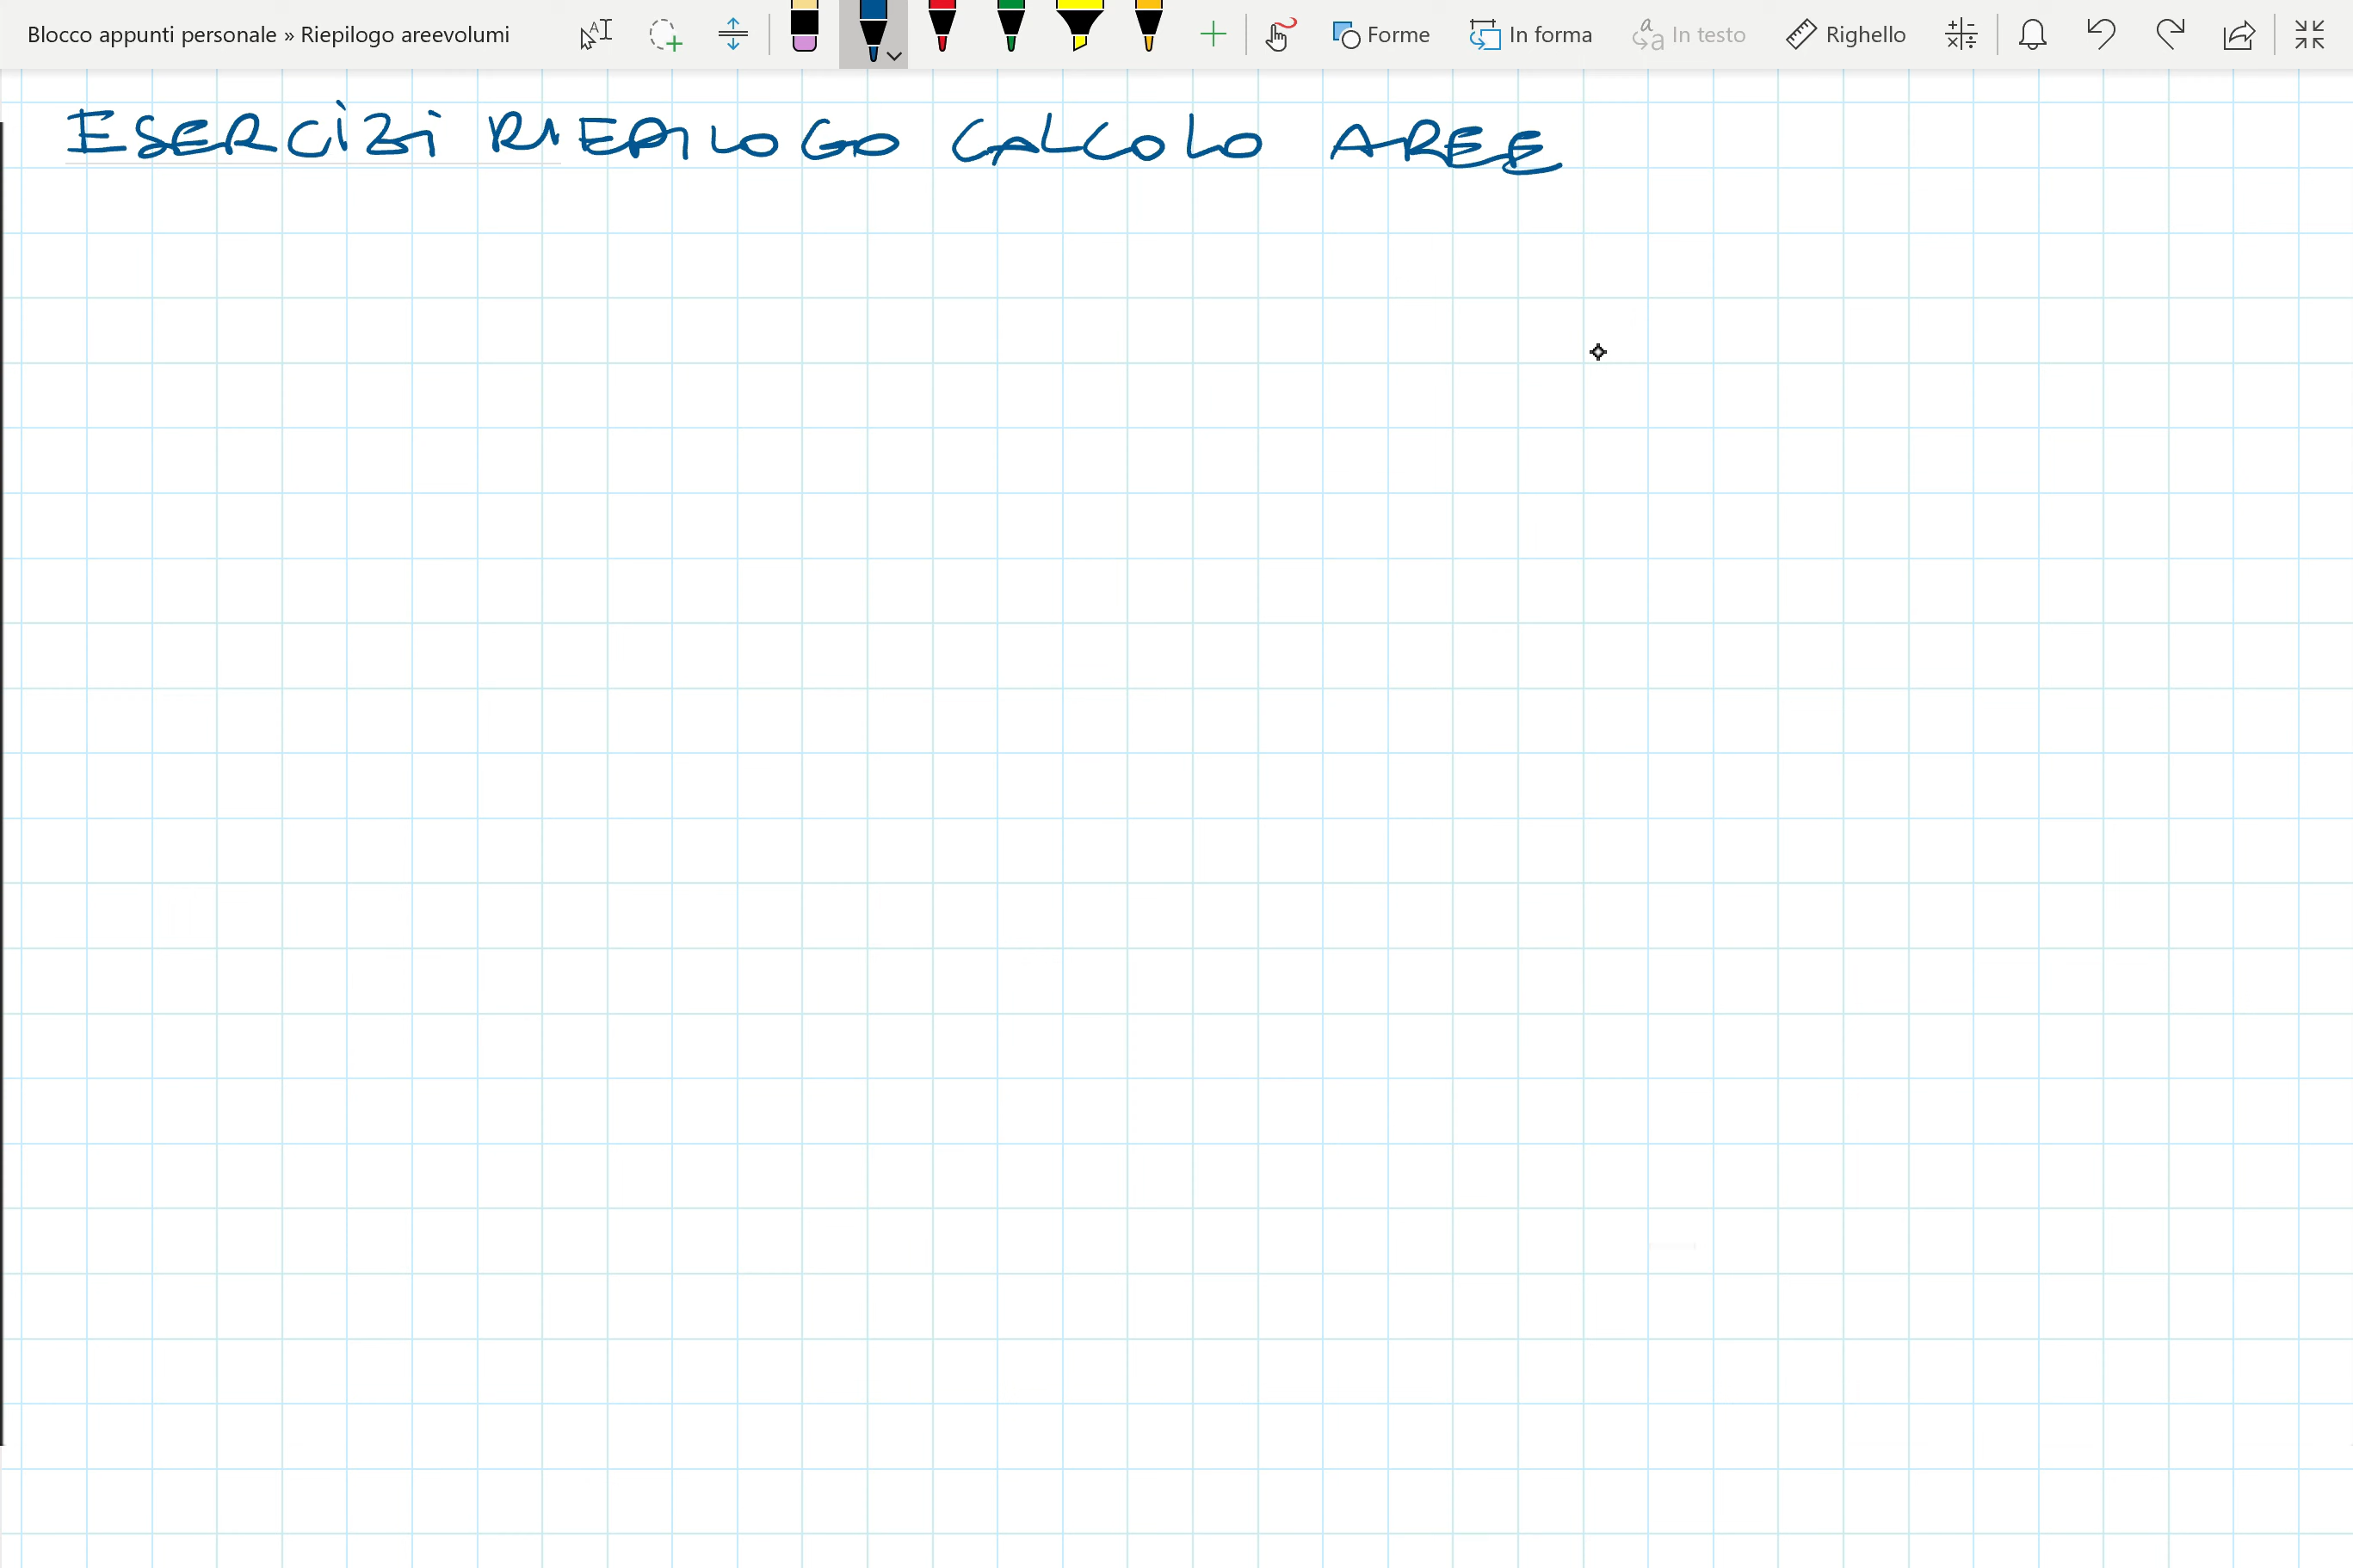 Blocco appunti personale » Riepilogo areevolumi Forme In forma In testo Righello
ESERCIZI RIEPILOGO CALCOLO AREE